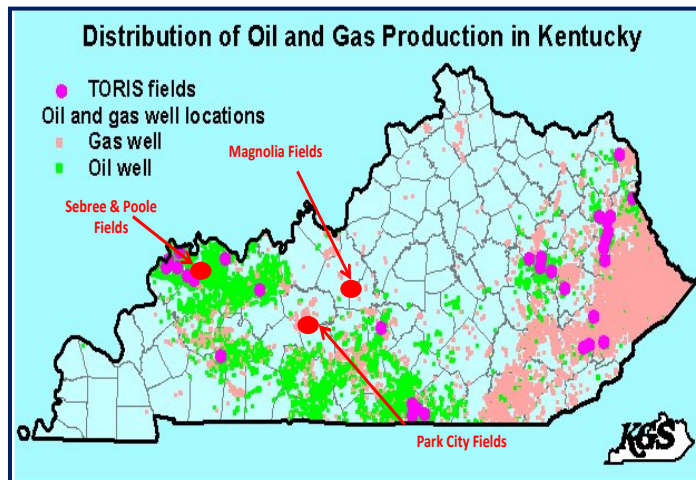 Distribution of Oil and Gas Production in Kentucky
TORIS fields
Oil and gas well locations
Gas well
Oil well
Magnolia Fields
Sebree & Poole
Fields
Park City Fields
KGS